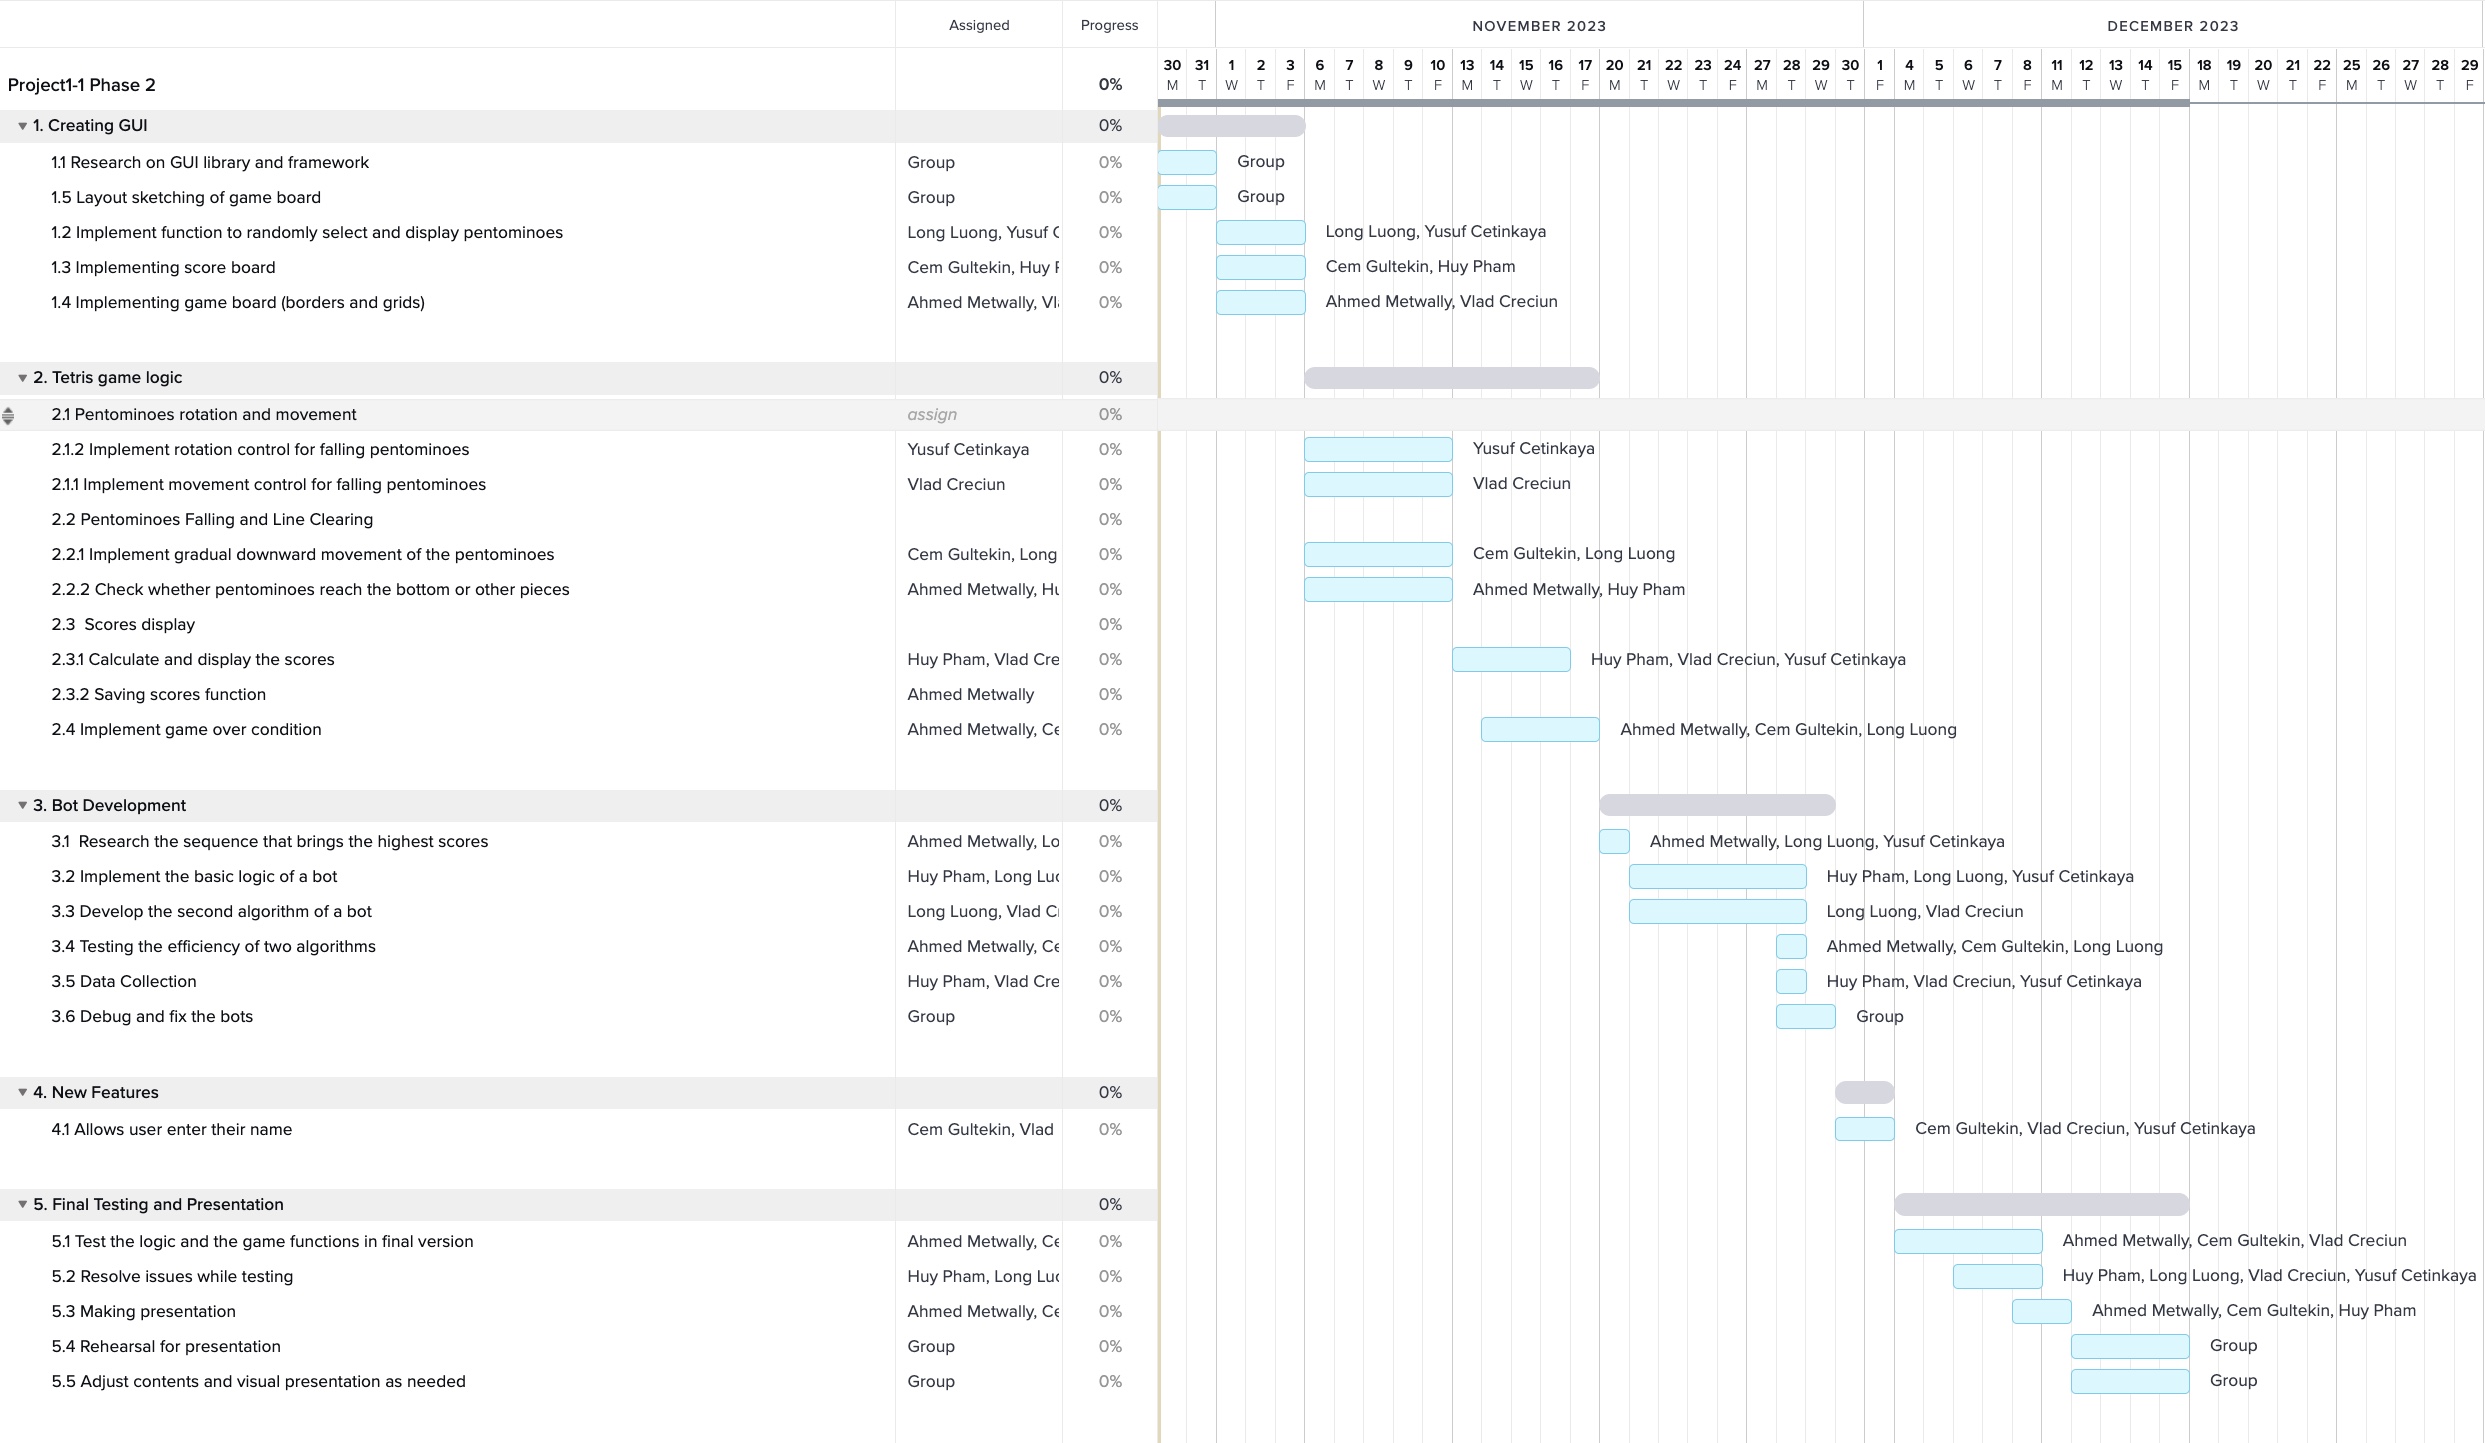 Assigned Progress NOVEMBER 2023 DECEMBER 2023
30 31 1 2 3 6 7 8 9 10 13 14 15 16 17 20 21 22 23 24 27 28 29 30 1 4 5 6 7 8 11 12 13 14 15 18 19 20 21 22 25 26 27 28 29
Project1-1 Phase 2 0% M T W T F M T W T F M T W T F M T W T F M T W T F M T W T F M T W T F M T W T F M T W T F
1. Creating GUI 0%
1.1 Research on GUI library and framework Group 0% Group
1.5 Layout sketching of game board Group 0% Group
1.2 Implement function to randomly select and display pentominoes Long Luong, Yusuf C 0% Long Luong, Yusuf Cetinkaya
1.3 Implementing score board Cem Gultekin, Huy P 0% Cem Gultekin, Huy Pham
1.4 Implementing game board (borders and grids) Ahmed Metwally, Vla 0% Ahmed Metwally, Vlad Creciun
2. Tetris game logic 0%
2.1 Pentominoes rotation and movement assign 0%
2.1.2 Implement rotation control for falling pentominoes Yusuf Cetinkaya 0% Yusuf Cetinkaya
2.1.1 Implement movement control for falling pentominoes Vlad Creciun 0% Vlad Creciun
2.2 Pentominoes Falling and Line Clearing 0%
2.2.1 Implement gradual downward movement of the pentominoes Cem Gultekin, Long 0% Cem Gultekin, Long Luong
2.2.2 Check whether pentominoes reach the bottom or other pieces Ahmed Metwally, Hu 0% Ahmed Metwally, Huy Pham
2.3 Scores display 0%
2.3.1 Calculate and display the scores Huy Pham, Vlad Cre 0% Huy Pham, Vlad Creciun, Yusuf Cetinkaya
2.3.2 Saving scores function Ahmed Metwally 0%
2.4 Implement game over condition Ahmed Metwally, Ce 0% Ahmed Metwally, Cem Gultekin, Long Luong
3. Bot Development 0%
3.1 Research the sequence that brings the highest scores Ahmed Metwally, Lo 0% Ahmed Metwally, Long Luong, Yusuf Cetinkaya
3.2 Implement the basic logic of a bot Huy Pham, Long Luo 0% Huy Pham, Long Luong, Yusuf Cetinkaya
3.3 Develop the second algorithm of a bot Long Luong, Vlad Cr 0% Long Luong, Vlad Creciun
3.4 Testing the efficiency of two algorithms Ahmed Metwally, Ce 0% Ahmed Metwally, Cem Gultekin, Long Luong
3.5 Data Collection Huy Pham, Vlad Cre 0% Huy Pham, Vlad Creciun, Yusuf Cetinkaya
3.6 Debug and fix the bots Group 0% Group
4. New Features 0%
4.1 Allows user enter their name Cem Gultekin, Vlad 0% Cem Gultekin, Vlad Creciun, Yusuf Cetinkaya
5. Final Testing and Presentation 0%
5.1 Test the logic and the game functions in final version Ahmed Metwally, Ce 0% Ahmed Metwally, Cem Gultekin, Vlad Creciun
5.2 Resolve issues while testing Huy Pham, Long Luo 0% Huy Pham, Long Luong, Vlad Creciun, Yusuf Cetinkaya
5.3 Making presentation Ahmed Metwally, Ce 0% Ahmed Metwally, Cem Gultekin, Huy Pham
5.4 Rehearsal for presentation Group 0% Group
5.5 Adjust contents and visual presentation as needed Group 0% Group